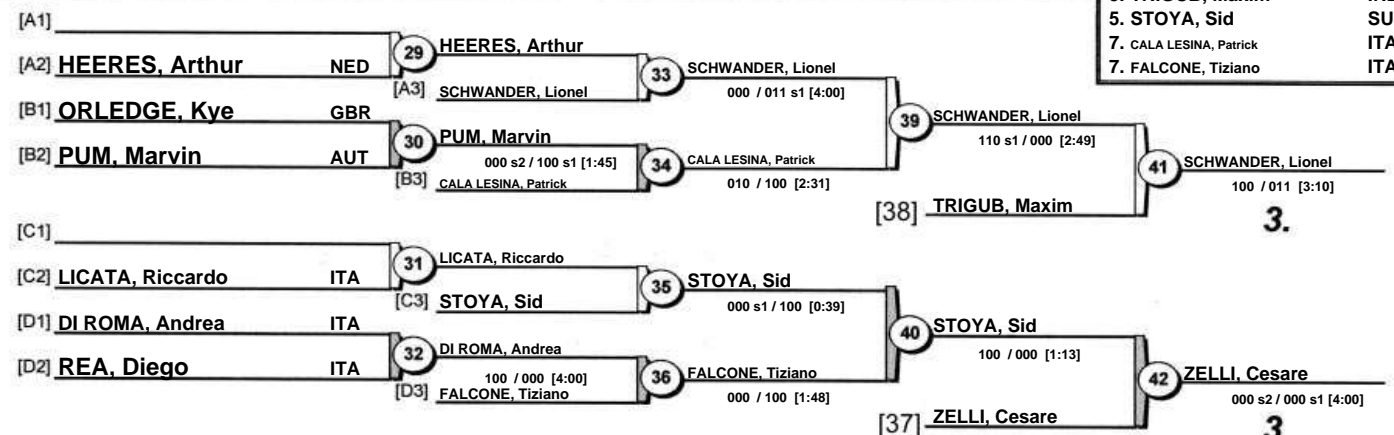 5. STOYA, Sid SU
7. CALA LESINA, Patrick ITA
7. FALCONE, Tiziano ITA
[A1]
29 HEERES, Arthur
[A2] HEERES, Arthur NED
33 SCHWANDER, Lionel
[A3] SCHWANDER, Lionel
000 / 011 s1 [4:00]
[B1] ORLEDGE, Kye GBR
39 SCHWANDER, Lionel
30 PUM, Marvin
110 s1 / 000 [2:49]
[B2] PUM, Marvin AUT
000 s2 / 100 s1 [1:45]
34 CALA LESINA, Patrick
41 SCHWANDER, Lionel
[B3] CALA LESINA, Patrick
010 / 100 [2:31]
100 / 011 [3:10]
[38] TRIGUB, Maxim
3.
[C1]
31 LICATA, Riccardo
[C2] LICATA, Riccardo ITA
35 STOYA, Sid
[C3] STOYA, Sid
000 s1 / 100 [0:39]
[D1] DI ROMA, Andrea ITA
40 STOYA, Sid
32 DI ROMA, Andrea
100 / 000 [1:13]
[D2] REA, Diego ITA
100 / 000 [4:00]
36 FALCONE, Tiziano
42 ZELLI, Cesare
[D3] FALCONE, Tiziano
000 / 100 [1:48]
000 s2 / 000 s1 [4:00]
[37] ZELLI, Cesare
3